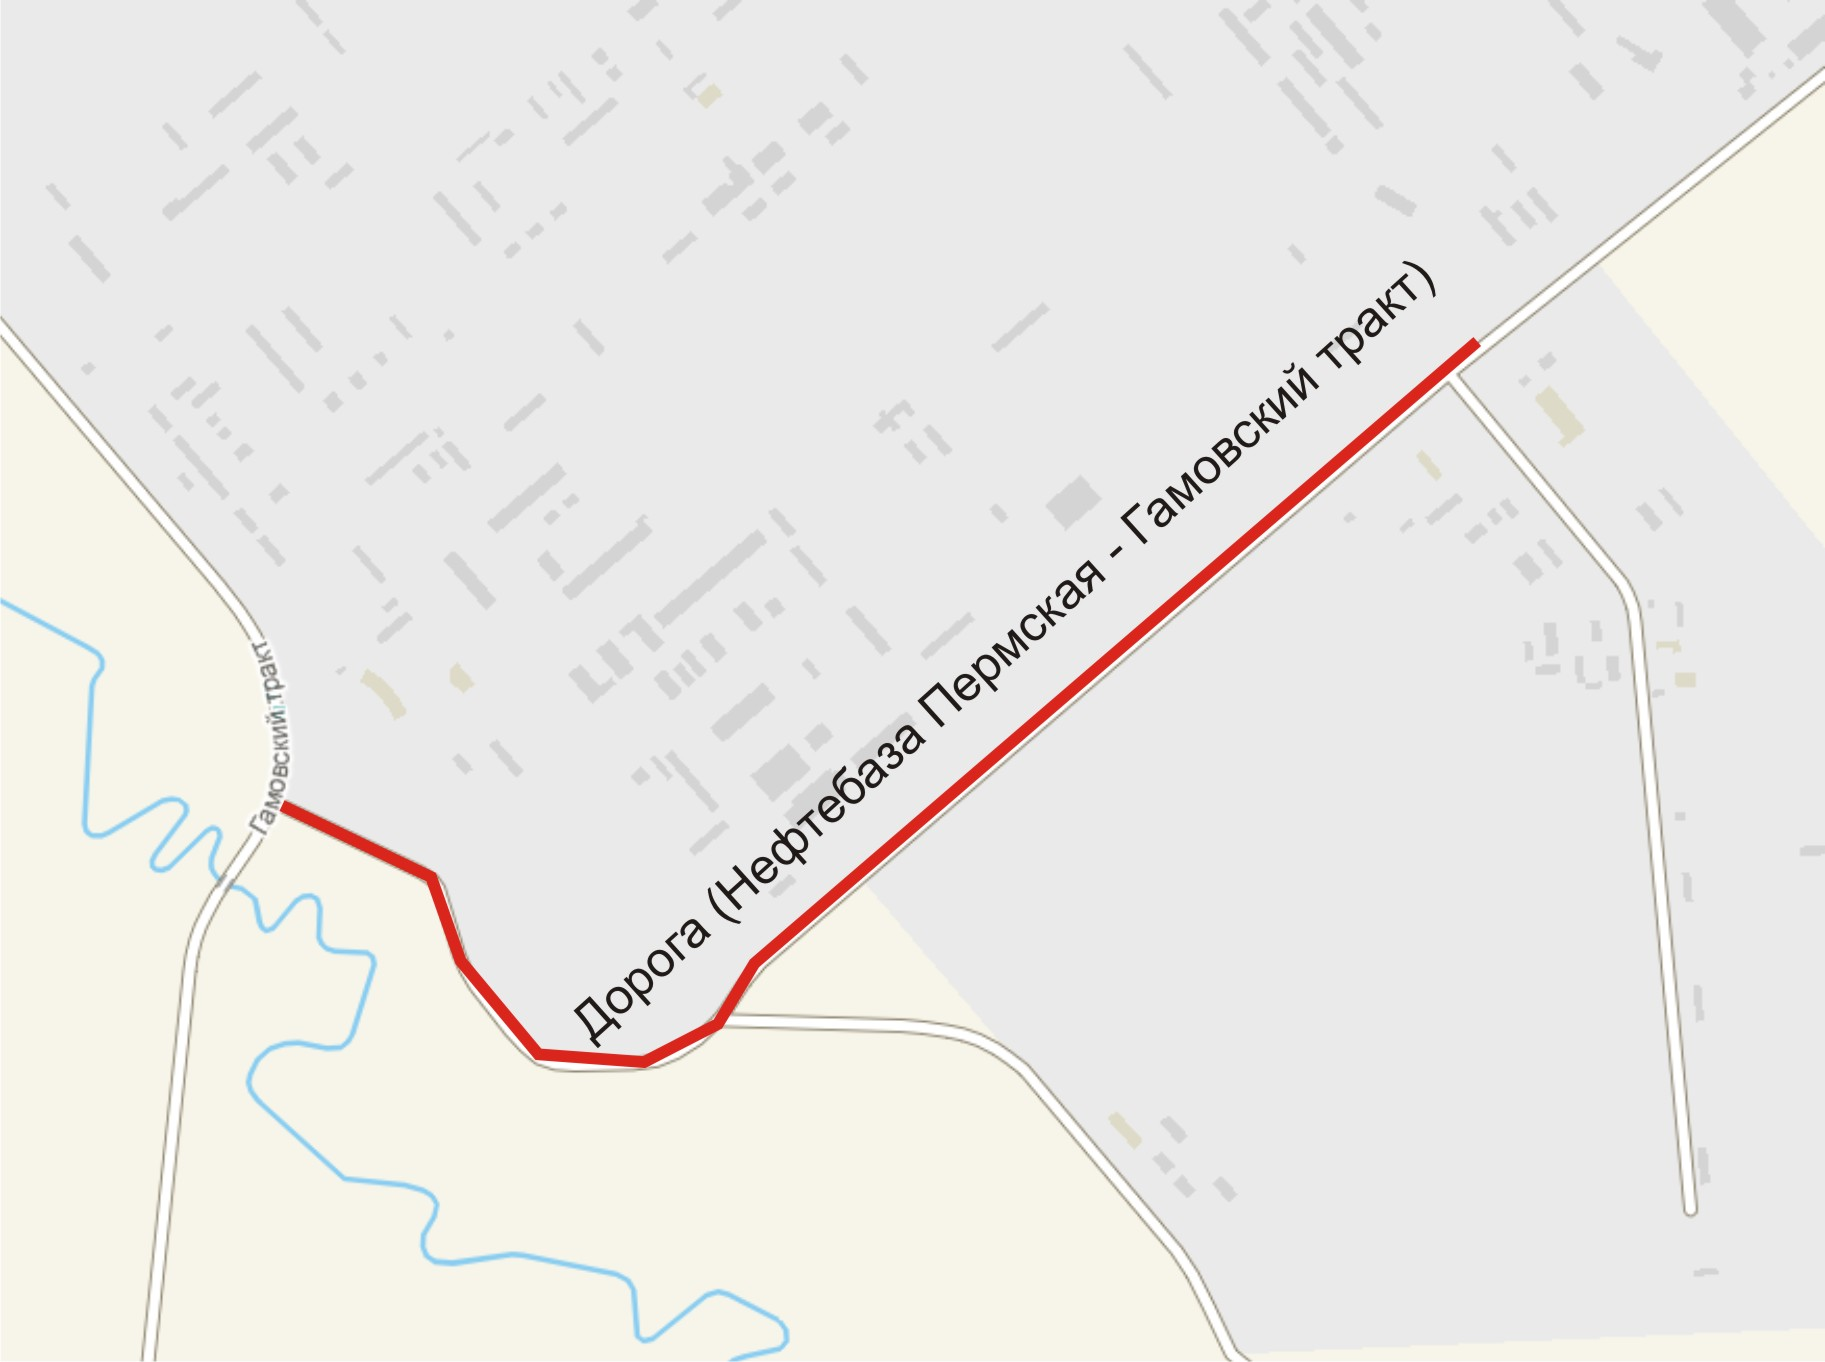 Дорога (Нефтебаза Пермская - Гамовский тракт)
Гамовский тракт